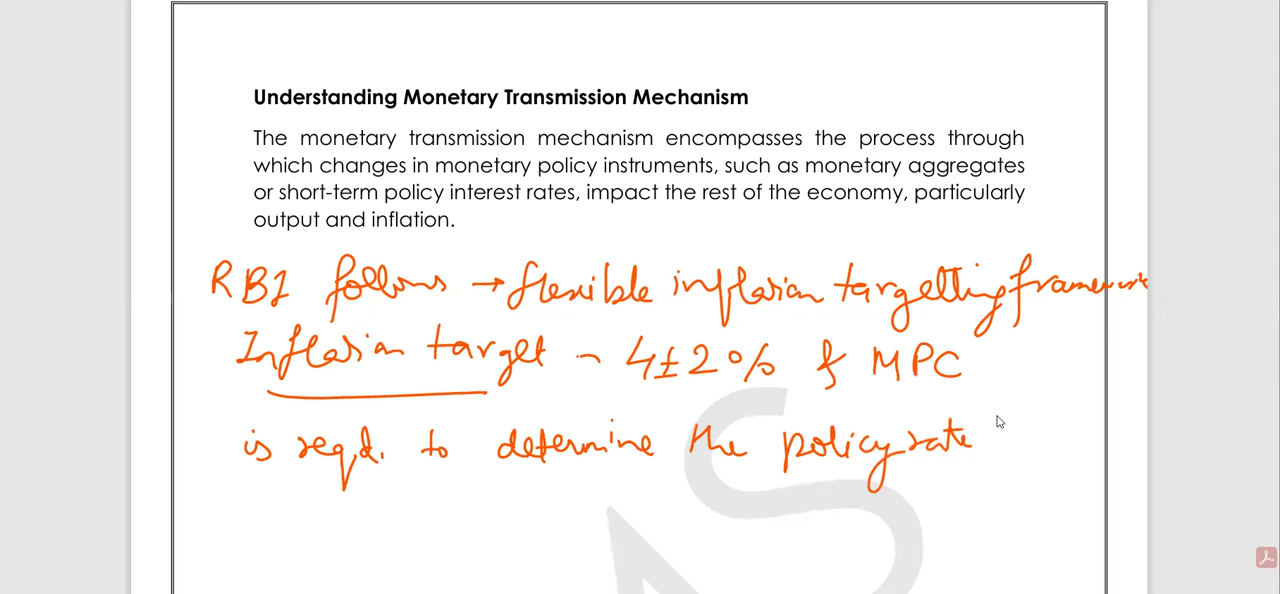 Understanding Monetary Transmission Mechanism
The monetary transmission mechanism encompasses the process through
which changes in monetary policy instruments, such as monetary aggregates
or short-term policy interest rates, impact the rest of the economy, particularly
output and inflation.
RBI follows → flexible inflation targetting framework
Inflation target - 4±2% & MPC
is reqd. to determine the policy rate